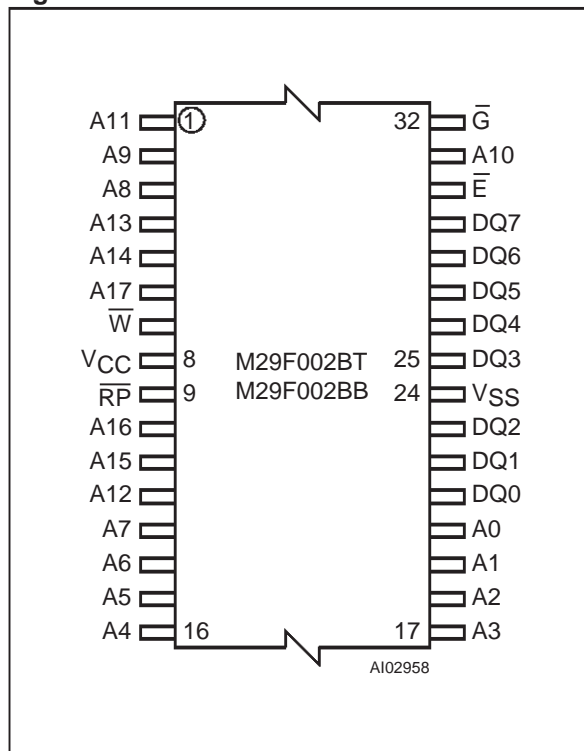 A11 1 32 G̅
A9 A10
A8 E̅
A13 DQ7
A14 DQ6
A17 DQ5
W̅ DQ4
VCC 8 M29F002BT 25 DQ3
R̅P̅ 9 M29F002BB 24 VSS
A16 DQ2
A15 DQ1
A12 DQ0
A7 A0
A6 A1
A5 A2
A4 16 17 A3
AI02958